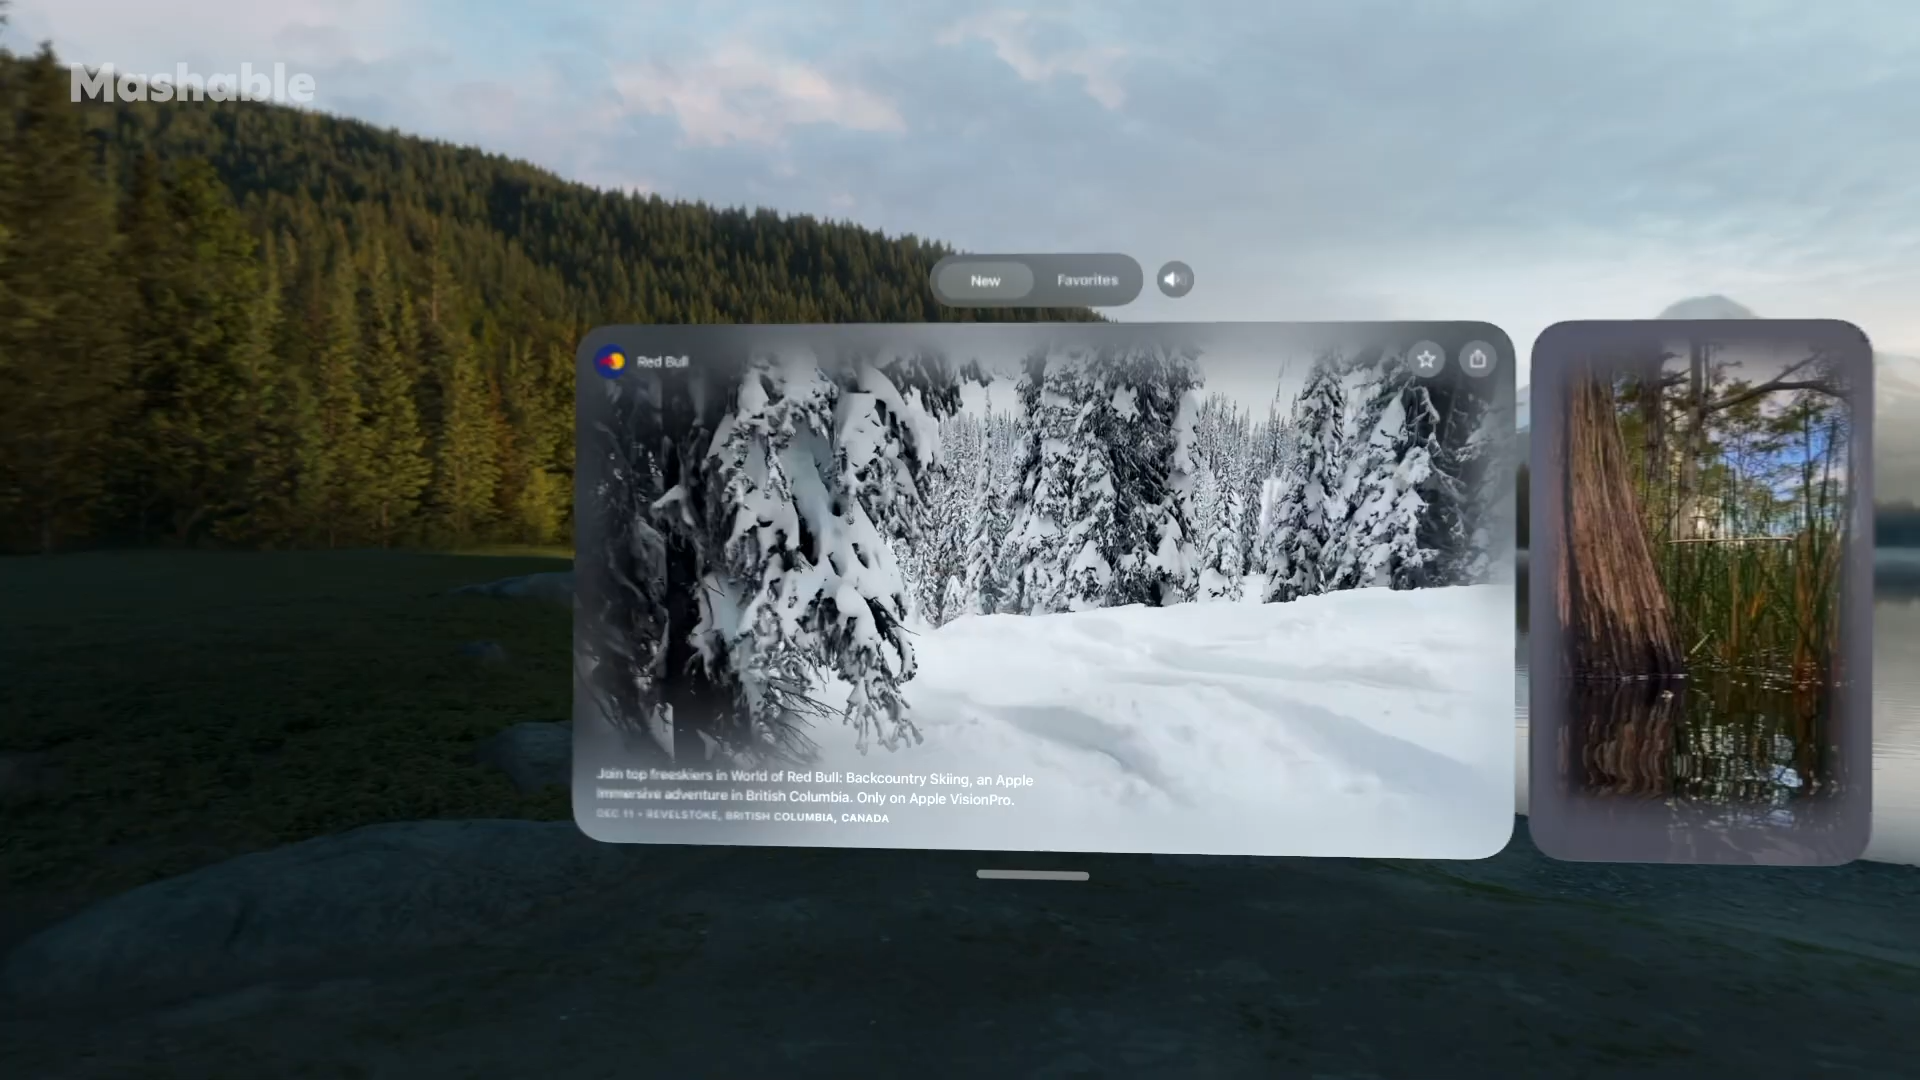 Mashable
New
Favorites
Red Bull
Join top freeskiers in World of Red Bull: Backcountry Skiing, an Apple
Immersive adventure in British Columbia. Only on Apple VisionPro.
DEC 11 • REVELSTOKE, BRITISH COLUMBIA, CANADA